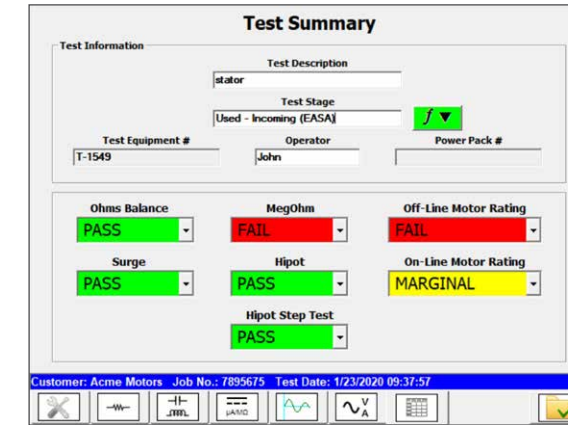 Test Summary
Test Information
Test Description
stator
Test Stage
Used - Incoming (EASA)
f ▼
Test Equipment # Operator Power Pack #
T-1549 John
Ohms Balance MegOhm Off-Line Motor Rating
PASS FAIL FAIL
Surge Hipot On-Line Motor Rating
PASS PASS MARGINAL
Hipot Step Test
PASS
Customer: Acme Motors Job No.: 7895675 Test Date: 1/23/2020 09:37:57
µA/MΩ V
A